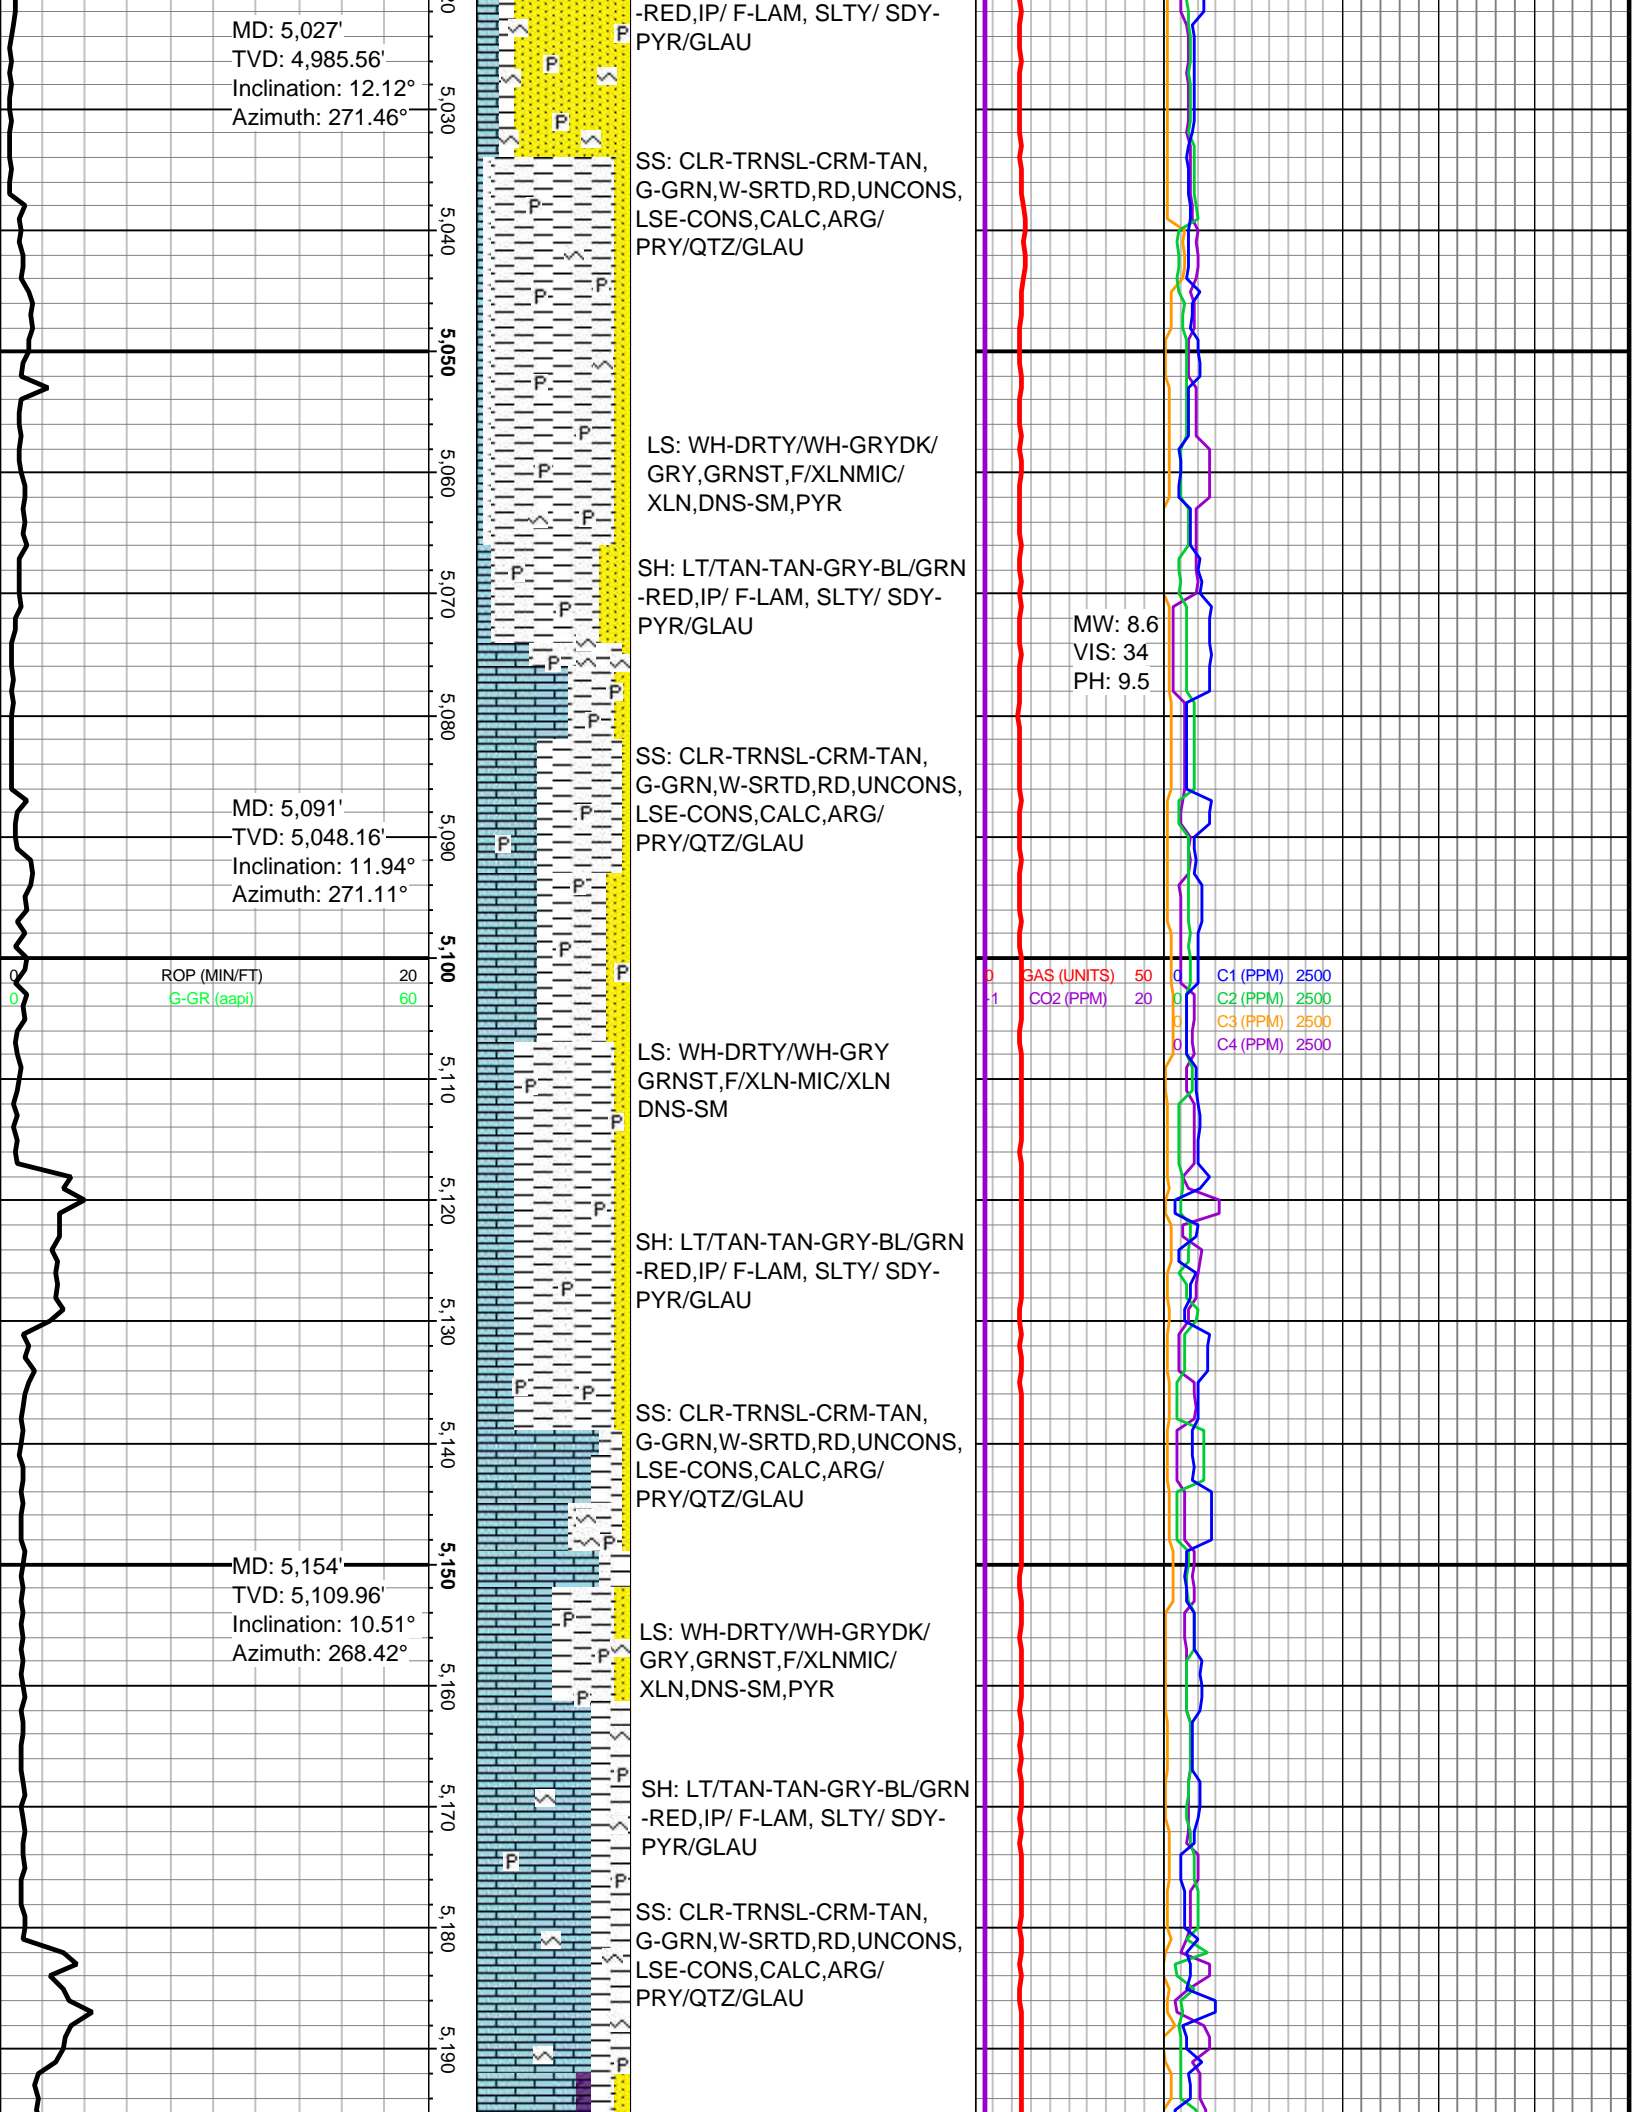 -RED,IP/ F-LAM, SLTY/ SDY-
PYR/GLAU
MD: 5,027'
TVD: 4,985.56'
Inclination: 12.12°
Azimuth: 271.46°
5,030
SS: CLR-TRNSL-CRM-TAN,
G-GRN,W-SRTD,RD,UNCONS,
LSE-CONS,CALC,ARG/
PRY/QTZ/GLAU
5,040
5,050
LS: WH-DRTY/WH-GRYDK/
GRY,GRNST,F/XLNMIC/
XLN,DNS-SM,PYR
5,060
SH: LT/TAN-TAN-GRY-BL/GRN
-RED,IP/ F-LAM, SLTY/ SDY-
PYR/GLAU
5,070
MW: 8.6
VIS: 34
PH: 9.5
5,080
SS: CLR-TRNSL-CRM-TAN,
G-GRN,W-SRTD,RD,UNCONS,
LSE-CONS,CALC,ARG/
PRY/QTZ/GLAU
MD: 5,091'
TVD: 5,048.16'
Inclination: 11.94°
Azimuth: 271.11°
5,090
5,100
0 ROP (MIN/FT) 20
0 G-GR (aapi) 60
0 GAS (UNITS) 50
-1 CO2 (PPM) 20
0 C1 (PPM) 2500
0 C2 (PPM) 2500
0 C3 (PPM) 2500
0 C4 (PPM) 2500
LS: WH-DRTY/WH-GRY
GRNST,F/XLN-MIC/XLN
DNS-SM
5,110
5,120
SH: LT/TAN-TAN-GRY-BL/GRN
-RED,IP/ F-LAM, SLTY/ SDY-
PYR/GLAU
5,130
SS: CLR-TRNSL-CRM-TAN,
G-GRN,W-SRTD,RD,UNCONS,
LSE-CONS,CALC,ARG/
PRY/QTZ/GLAU
5,140
5,150
MD: 5,154'
TVD: 5,109.96'
Inclination: 10.51°
Azimuth: 268.42°
LS: WH-DRTY/WH-GRYDK/
GRY,GRNST,F/XLNMIC/
XLN,DNS-SM,PYR
5,160
SH: LT/TAN-TAN-GRY-BL/GRN
-RED,IP/ F-LAM, SLTY/ SDY-
PYR/GLAU
5,170
SS: CLR-TRNSL-CRM-TAN,
G-GRN,W-SRTD,RD,UNCONS,
LSE-CONS,CALC,ARG/
PRY/QTZ/GLAU
5,180
5,190